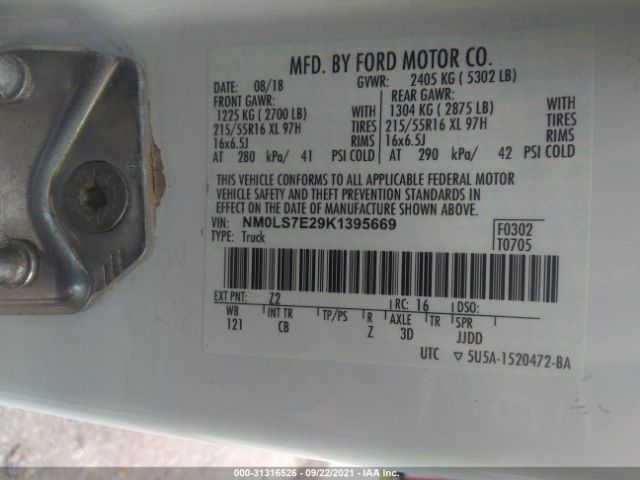 MFD. BY FORD MOTOR CO.
DATE: 08/18 GVWR: 2405 KG ( 5302 LB)
FRONT GAWR: REAR GAWR:
1225 KG ( 2700 LB) WITH 1304 KG ( 2875 LB) WITH
215/55R16 XL 97H TIRES 215/55R16 XL 97H TIRES
16x6.5J RIMS 16x6.5J RIMS
AT 280 kPa/ 41 PSI COLD AT 290 kPa/ 42 PSI COLD
THIS VEHICLE CONFORMS TO ALL APPLICABLE FEDERAL MOTOR
VEHICLE SAFETY AND THEFT PREVENTION STANDARDS IN
EFFECT ON THE DATE OF MANUFACTURE SHOWN ABOVE.
VIN: NM0LS7E29K1395669 F0302
TYPE: Truck T0705
EXT PNT: Z2 RC: 16 DSO:
WB INT TR TP/PS R AXLE TR SPR
121 CB Z 3D JJDD
UTC ▽ 5U5A-1520472-BA
000-31316526 - 09/22/2021 - IAA Inc.